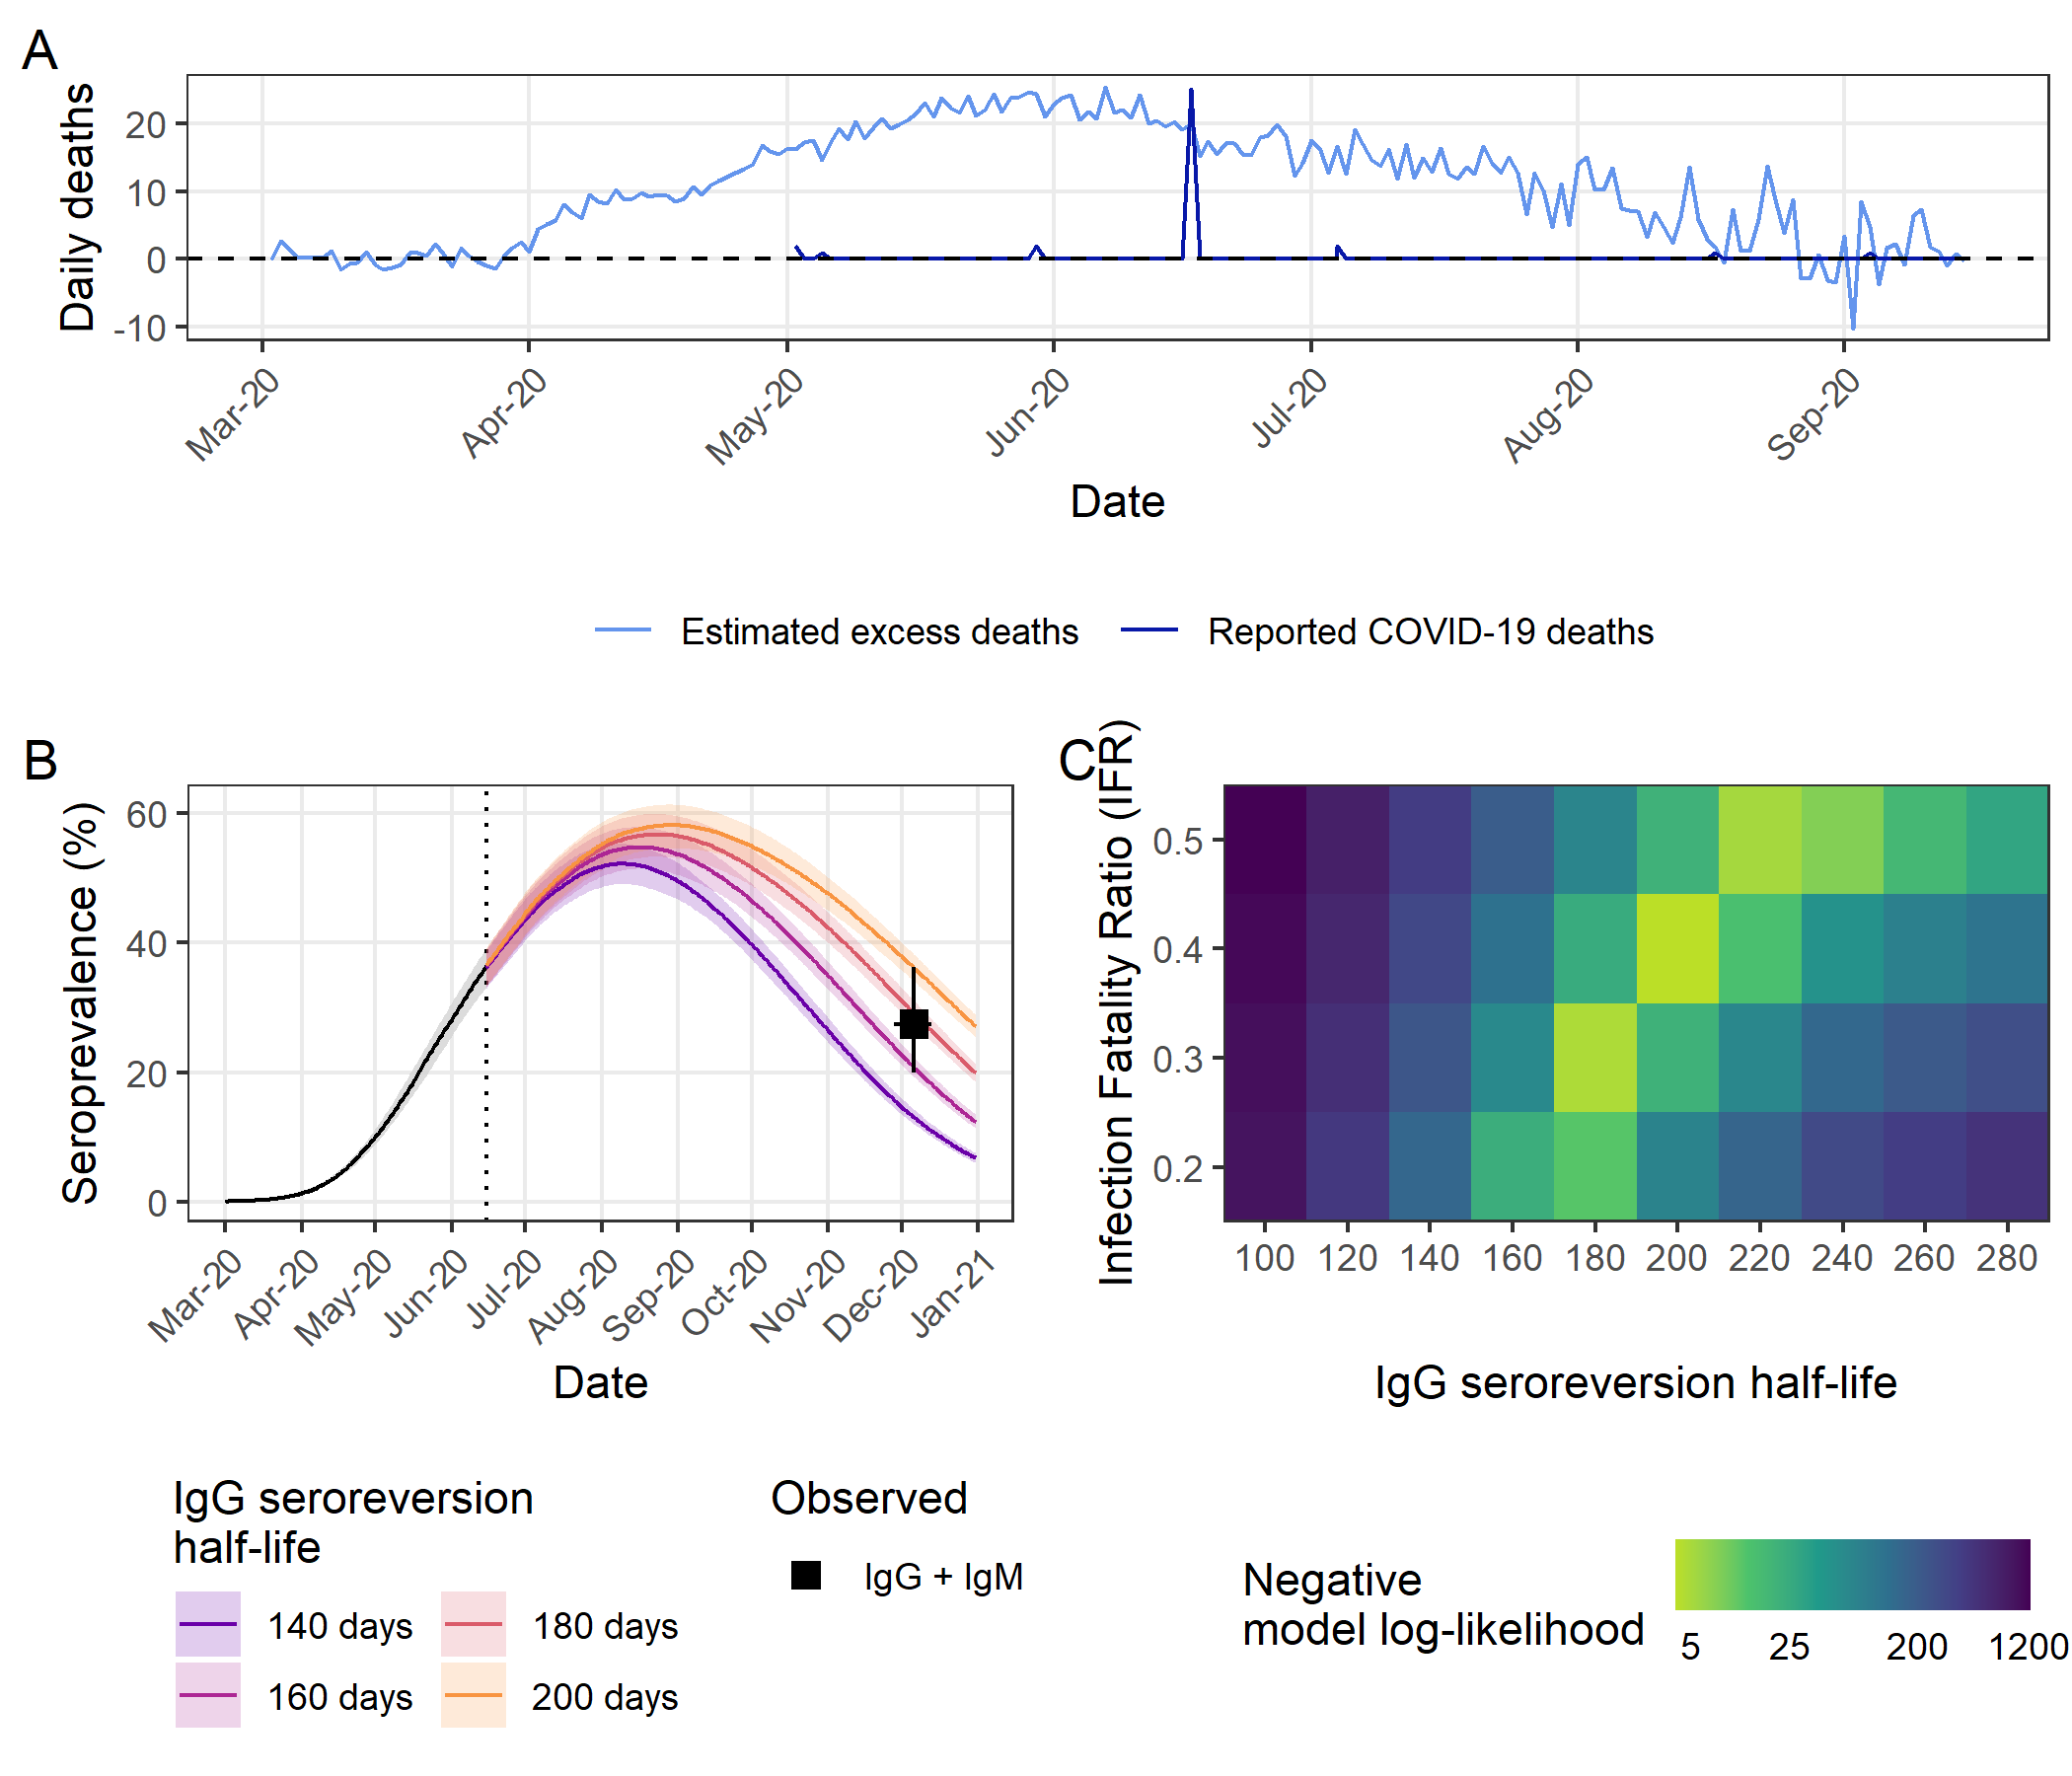 A
Daily deaths
20
10
0
-10
Mar-20
Apr-20
May-20
Jun-20
Jul-20
Aug-20
Sep-20
Date
Estimated excess deaths
Reported COVID-19 deaths
B
Seroprevalence (%)
60
40
20
0
Mar-20
Apr-20
May-20
Jun-20
Jul-20
Aug-20
Sep-20
Oct-20
Nov-20
Dec-20
Jan-21
Date
IgG seroreversion
half-life
140 days
160 days
180 days
200 days
Observed
IgG + IgM
C
Infection Fatality Ratio (IFR)
0.5
0.4
0.3
0.2
100
120
140
160
180
200
220
240
260
280
IgG seroreversion half-life
Negative
model log-likelihood
5
25
200
1200